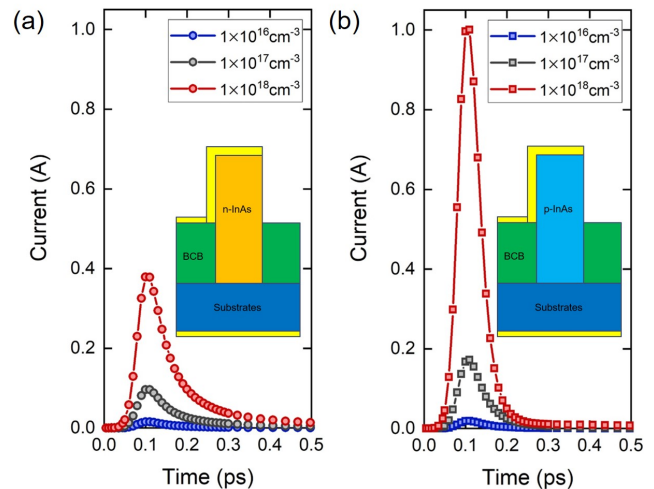 (a)
1×10¹⁶cm⁻³
1×10¹⁷cm⁻³
1×10¹⁸cm⁻³
1.0
0.8
0.6
0.4
0.2
0.0
Current (A)
n-InAs
BCB
Substrates
0.0 0.1 0.2 0.3 0.4 0.5
Time (ps)
(b)
1×10¹⁶cm⁻³
1×10¹⁷cm⁻³
1×10¹⁸cm⁻³
1.0
0.8
0.6
0.4
0.2
0.0
Current (A)
p-InAs
BCB
Substrates
0.0 0.1 0.2 0.3 0.4 0.5
Time (ps)